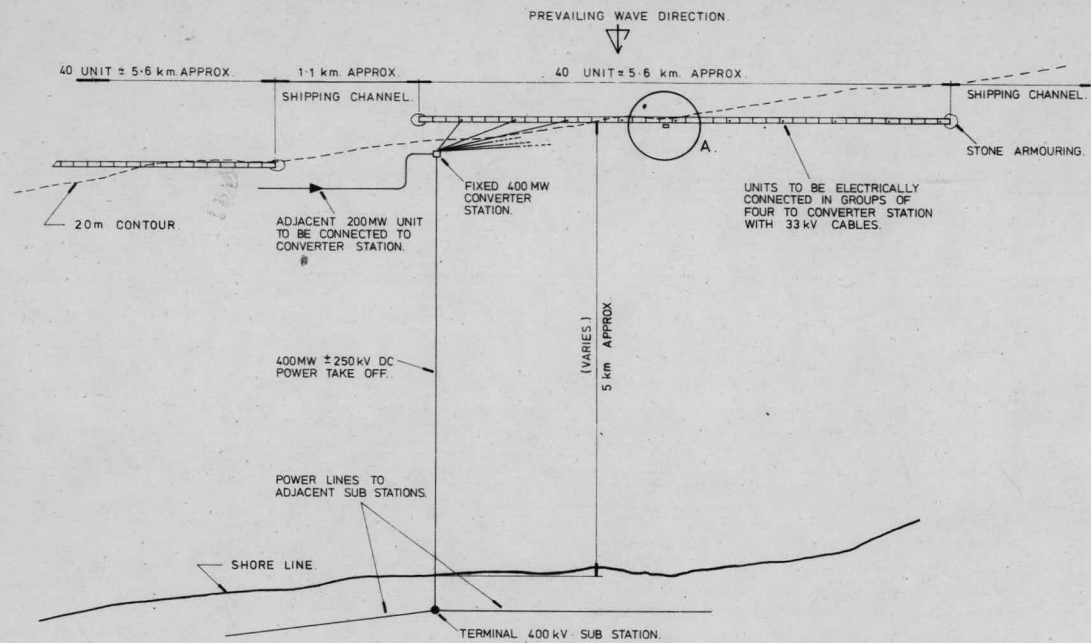 PREVAILING WAVE DIRECTION.
40 UNIT ≃ 5·6 km. APPROX.
1·1 km. APPROX.
40 UNIT ≃ 5·6 km. APPROX.
SHIPPING CHANNEL.
SHIPPING CHANNEL.
A.
STONE ARMOURING.
FIXED 400 MW
CONVERTER
STATION.
UNITS TO BE ELECTRICALLY
CONNECTED IN GROUPS OF
FOUR TO CONVERTER STATION
WITH 33 kV CABLES.
20m CONTOUR.
ADJACENT 200MW UNIT
TO BE CONNECTED TO
CONVERTER STATION.
(VARIES)
5 km APPROX
400MW ±250kV DC
POWER TAKE OFF.
POWER LINES TO
ADJACENT SUB STATIONS.
SHORE LINE.
TERMINAL 400 kV SUB STATION.